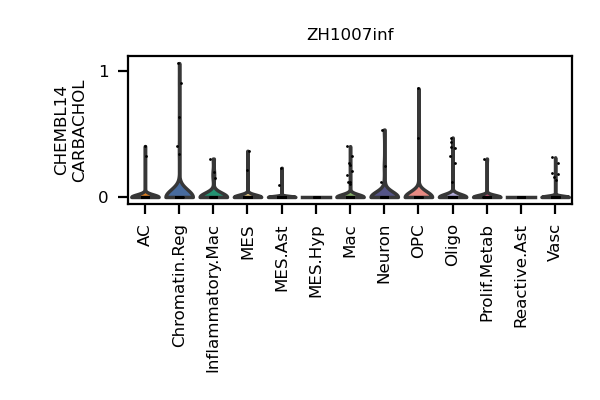 ZH1007inf
CHEMBL14
CARBACHOL
1
0
AC
Chromatin.Reg
Inflammatory.Mac
MES
MES.Ast
MES.Hyp
Mac
Neuron
OPC
Oligo
Prolif.Metab
Reactive.Ast
Vasc